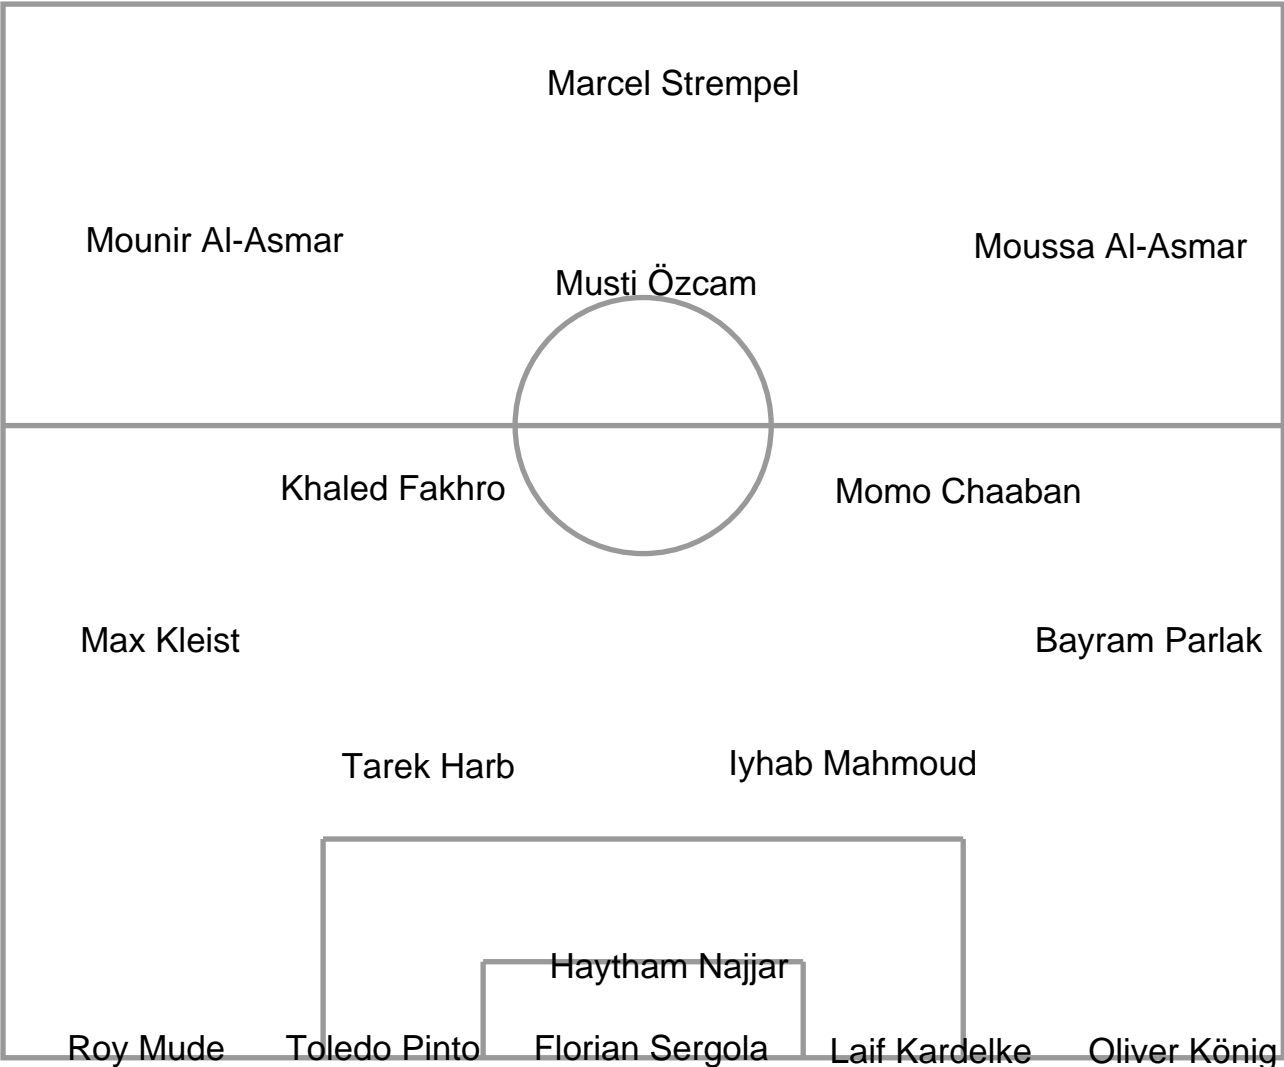 Marcel Strempel
Mounir Al-Asmar
Moussa Al-Asmar
Musti Özcam
Khaled Fakhro
Momo Chaaban
Max Kleist
Bayram Parlak
Tarek Harb
Iyhab Mahmoud
Haytham Najjar
Roy Mude
Toledo Pinto
Florian Sergola
Laif Kardelke
Oliver König